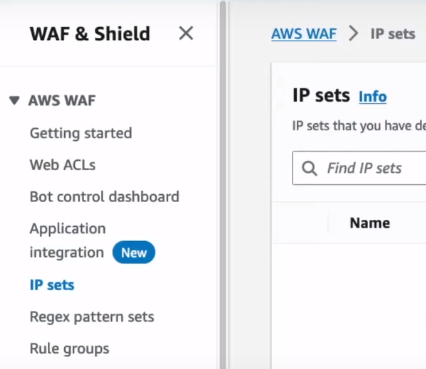 WAF & Shield
AWS WAF
Getting started
Web ACLs
Bot control dashboard
Application
integration New
IP sets
Regex pattern sets
Rule groups
AWS WAF > IP sets
IP sets Info
IP sets that you have de
Find IP sets
Name